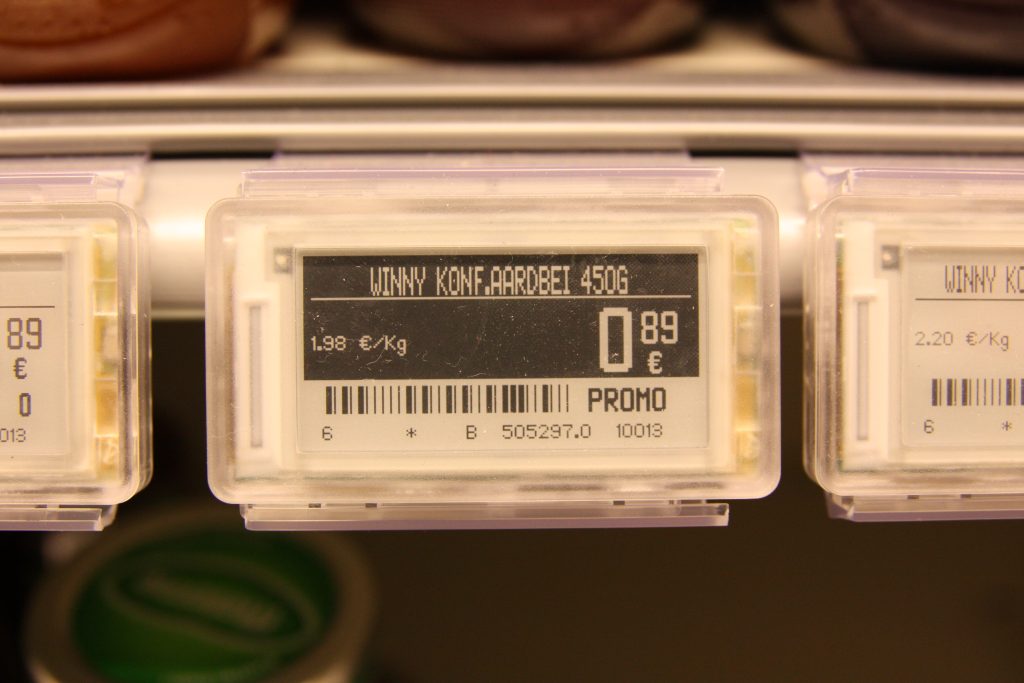 WINNY KONF.AARDBEI 450G
1.98 €/Kg
0 89
€
PROMO
6 * B 505297.0 10013
89
€
0
013
WINNY KO
2.20 €/Kg
6 *